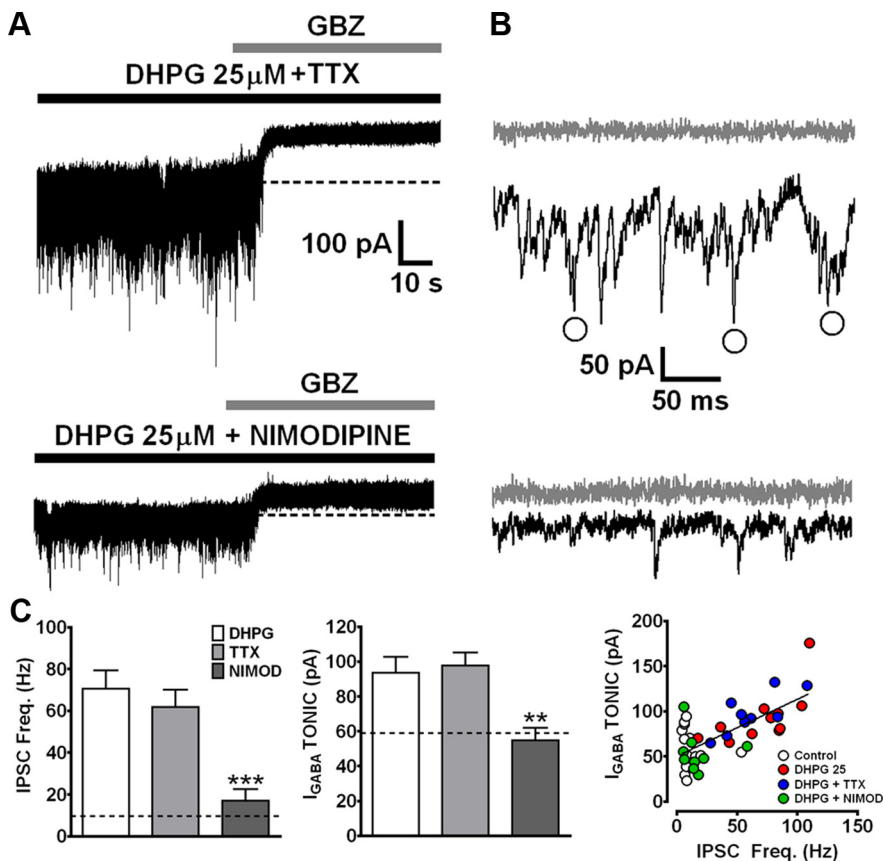 A
GBZ
DHPG 25μM+TTX
100 pA
10 s
B
50 pA
50 ms
GBZ
DHPG 25μM + NIMODIPINE
C
IPSC Freq. (Hz)
100
80
60
40
20
0
DHPG
TTX
NIMOD
***
I_GABA TONIC (pA)
120
100
80
60
40
20
0
**
I_GABA TONIC (pA)
200
150
100
50
0
Control
DHPG 25
DHPG + TTX
DHPG + NIMOD
0 50 100 150
IPSC Freq. (Hz)